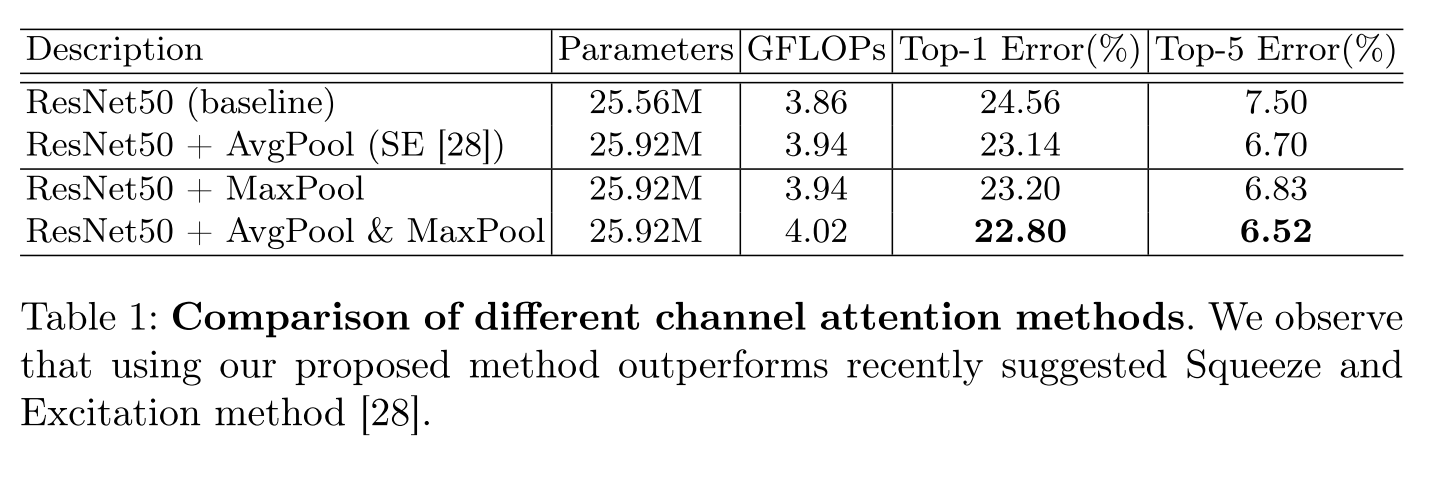 Description Parameters GFLOPs Top-1 Error(%) Top-5 Error(%)
ResNet50 (baseline) 25.56M 3.86 24.56 7.50
ResNet50 + AvgPool (SE [28]) 25.92M 3.94 23.14 6.70
ResNet50 + MaxPool 25.92M 3.94 23.20 6.83
ResNet50 + AvgPool & MaxPool 25.92M 4.02 22.80 6.52
Table 1: Comparison of different channel attention methods. We observe
that using our proposed method outperforms recently suggested Squeeze and
Excitation method [28].